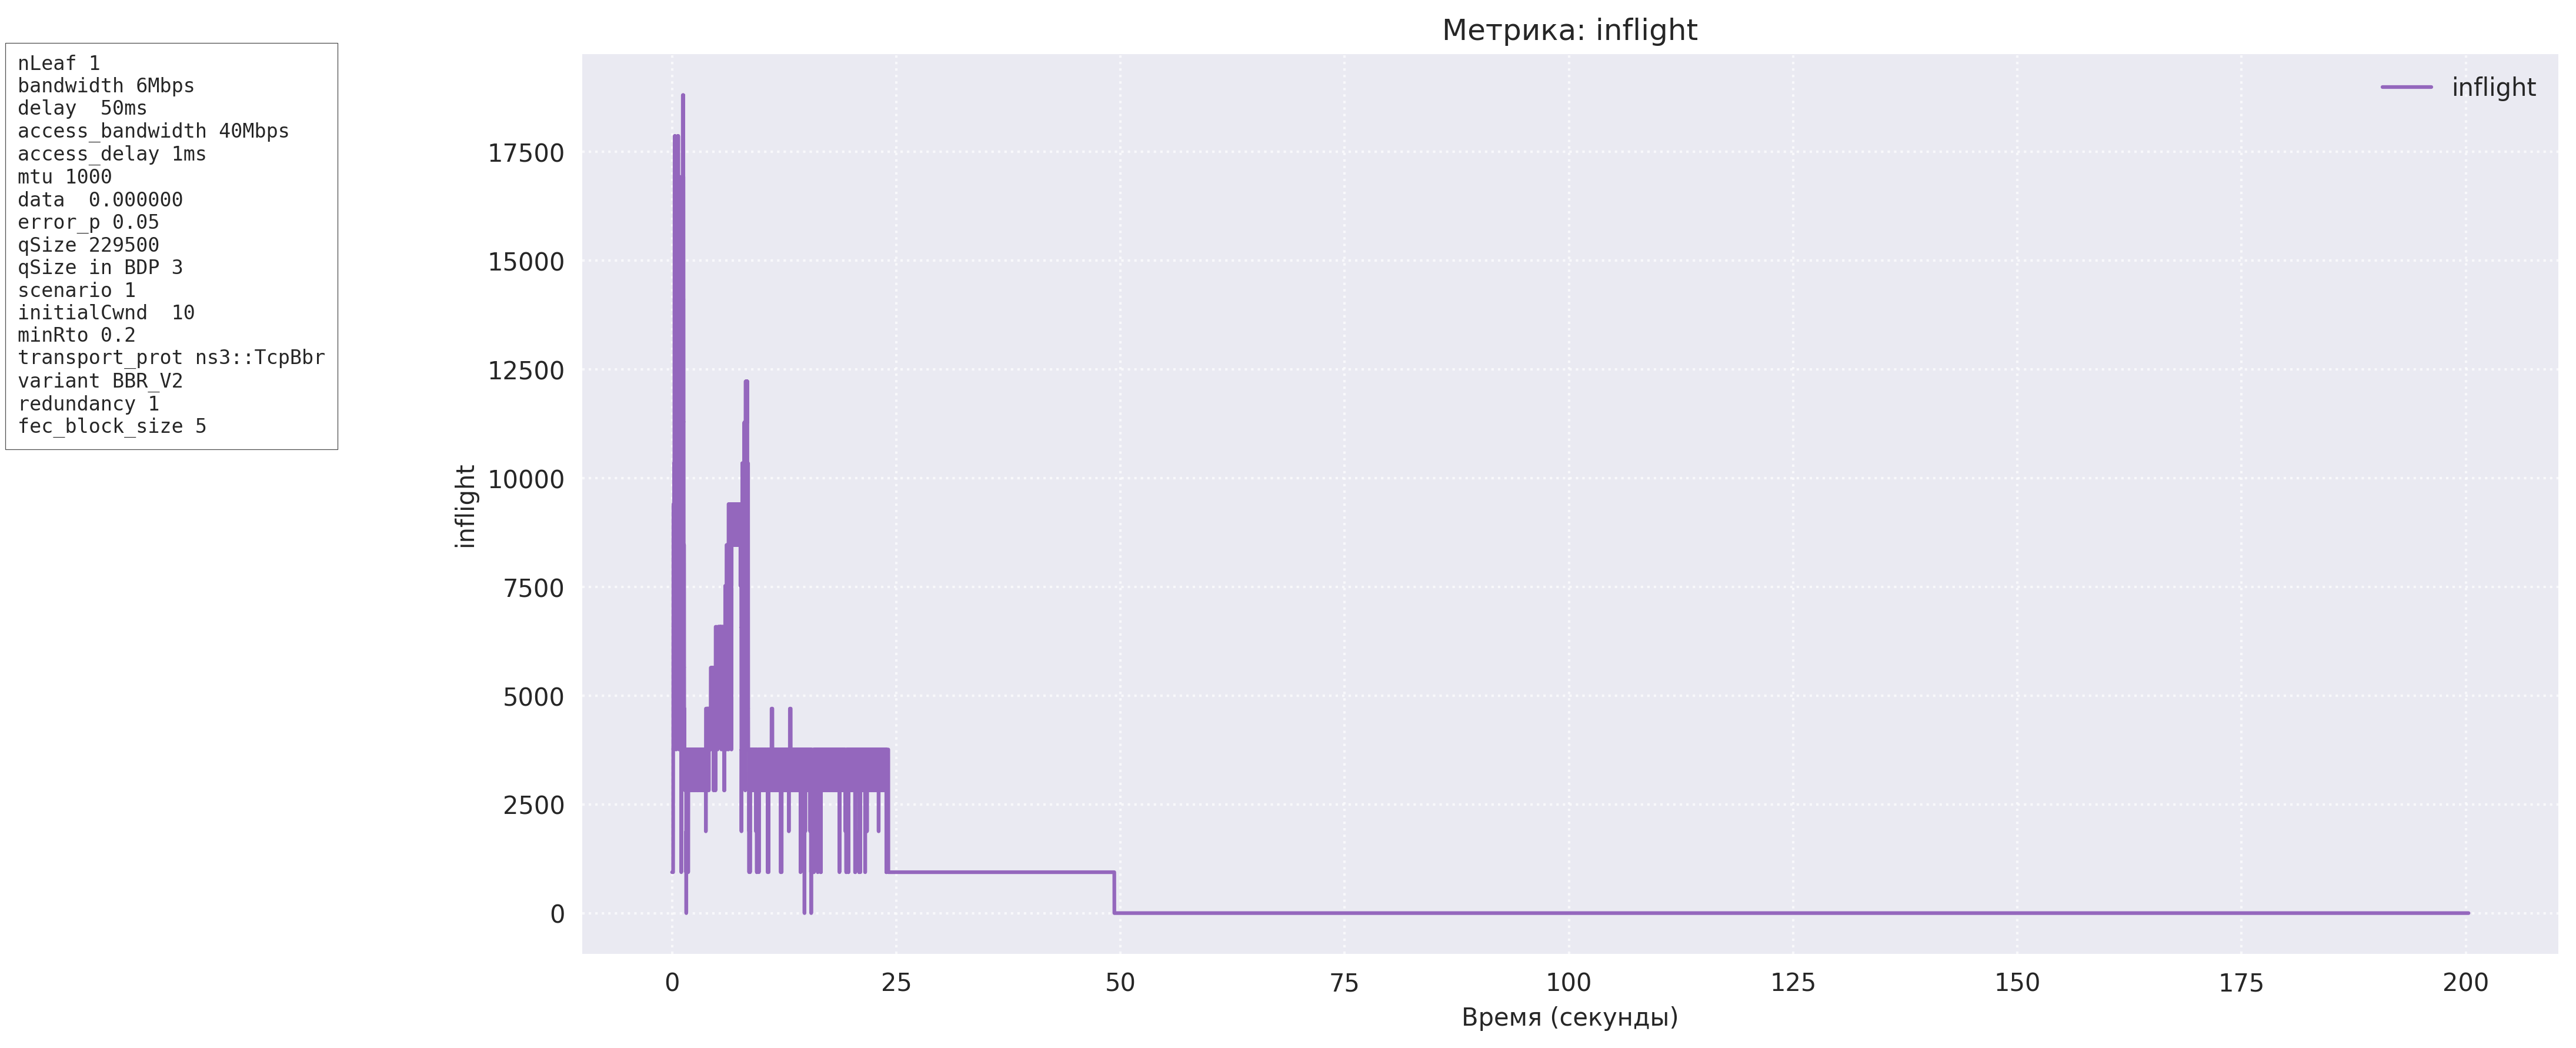 Метрика: inflight
nLeaf 1
bandwidth 6Mbps
delay  50ms
access_bandwidth 40Mbps
access_delay 1ms
mtu 1000
data  0.000000
error_p 0.05
qSize 229500
qSize in BDP 3
scenario 1
initialCwnd  10
minRto 0.2
transport_prot ns3::TcpBbr
variant BBR_V2
redundancy 1
fec_block_size 5
inflight
17500
15000
12500
10000
7500
5000
2500
0
inflight
0 25 50 75 100 125 150 175 200
Время (секунды)